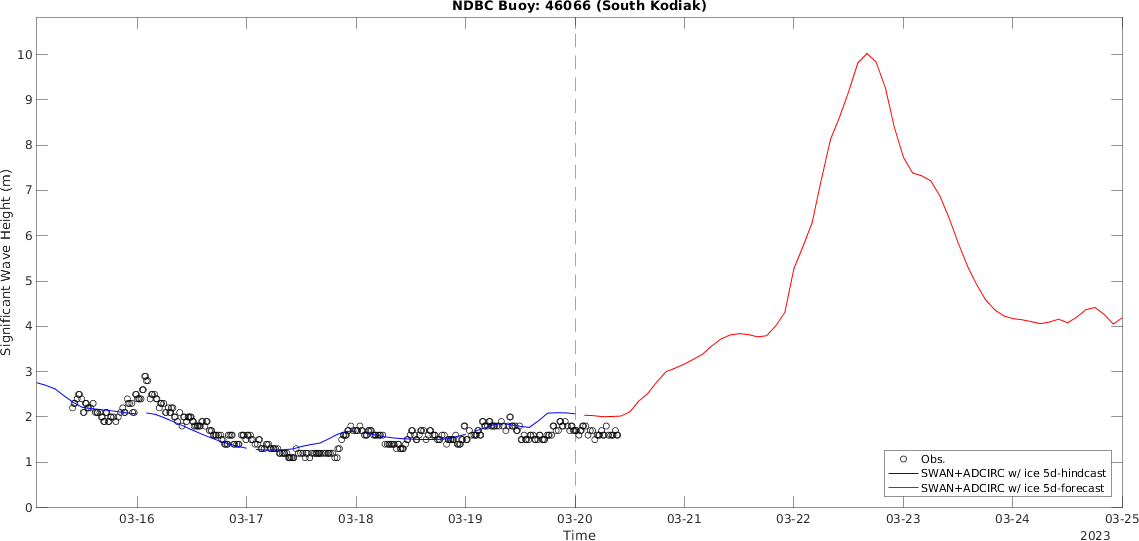 NDBC Buoy: 46066 (South Kodiak)
Significant Wave Height (m)
10
9
8
7
6
5
4
3
2
1
0
Obs.
SWAN+ADCIRC w/ ice 5d-hindcast
SWAN+ADCIRC w/ ice 5d-forecast
03-16 03-17 03-18 03-19 03-20 03-21 03-22 03-23 03-24 03-25
Time
2023